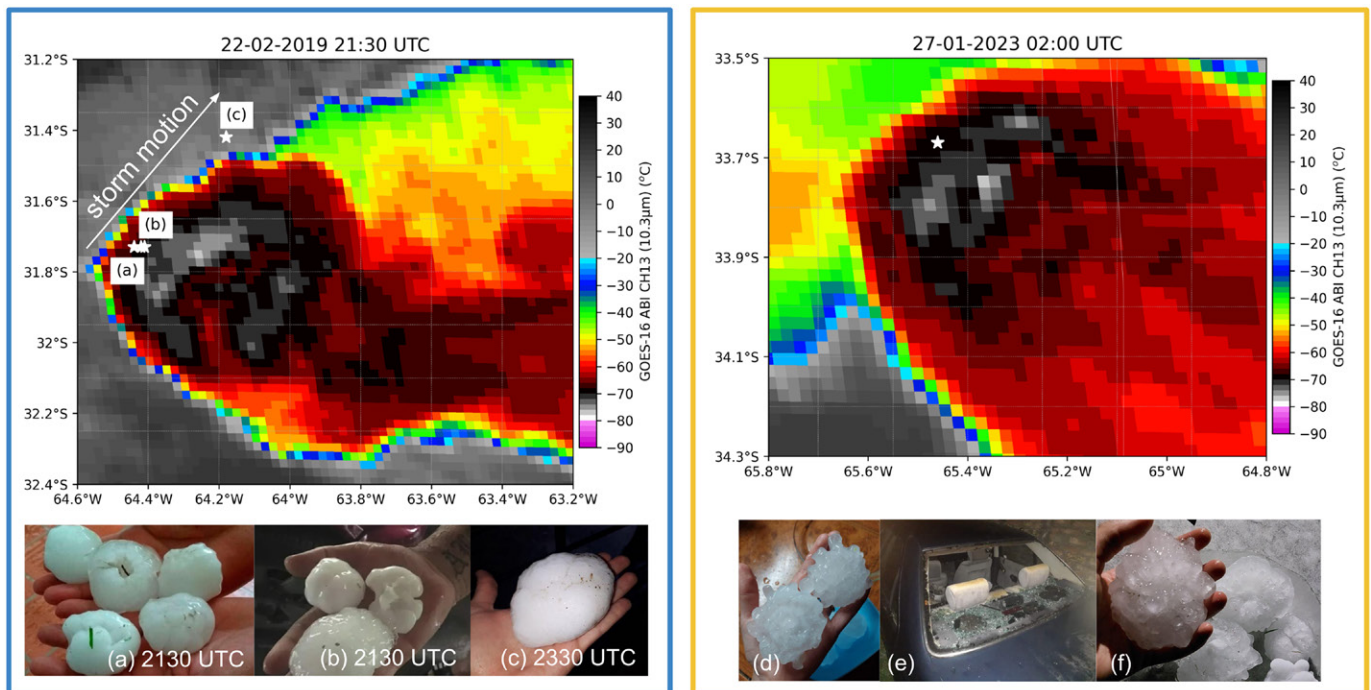 22-02-2019 21:30 UTC
31.2°S
31.4°S
31.6°S
31.8°S
32°S
32.2°S
32.4°S
64.6°W 64.4°W 64.2°W 64°W 63.8°W 63.6°W 63.4°W 63.2°W
storm motion
(c)
(b)
(a)
40
30
20
10
0
−10
−20
−30
−40
−50
−60
−70
−80
−90
GOES-16 ABI CH13 (10.3μm) (°C)
(a) 2130 UTC
(b) 2130 UTC
(c) 2330 UTC
27-01-2023 02:00 UTC
33.5°S
33.7°S
33.9°S
34.1°S
34.3°S
65.8°W 65.6°W 65.4°W 65.2°W 65°W 64.8°W
40
30
20
10
0
−10
−20
−30
−40
−50
−60
−70
−80
−90
GOES-16 ABI CH13 (10.3μm) (°C)
(d)
(e)
(f)